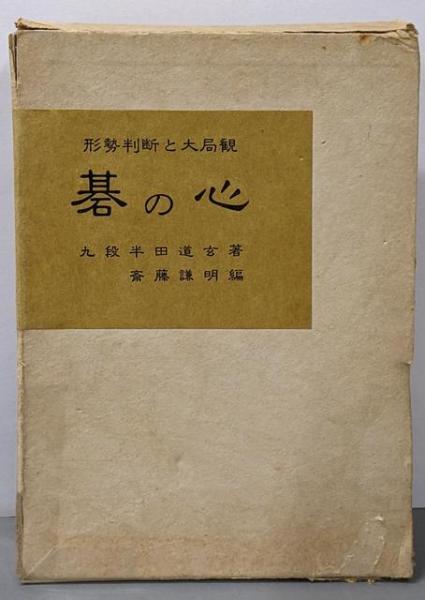 形勢判断と大局観
碁の心
九段半田道玄著
斎藤謙明編